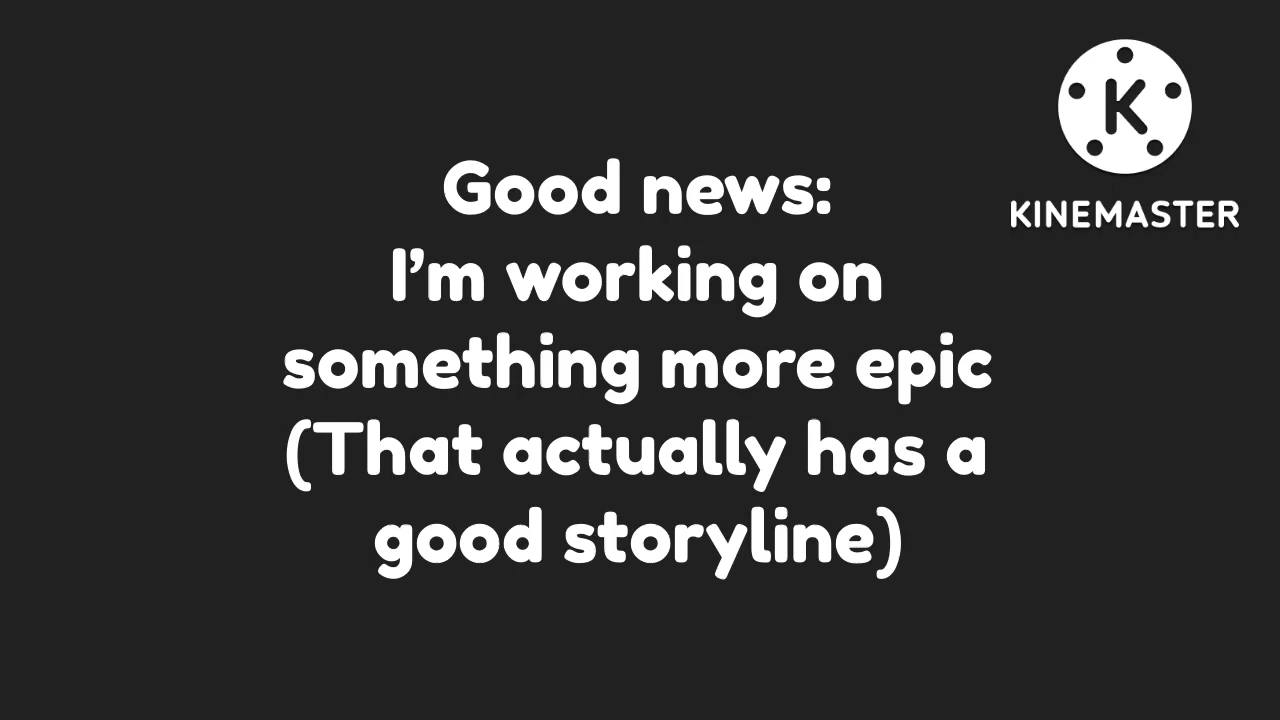 K
KINEMASTER
Good news:
I’m working on
something more epic
(That actually has a
good storyline)